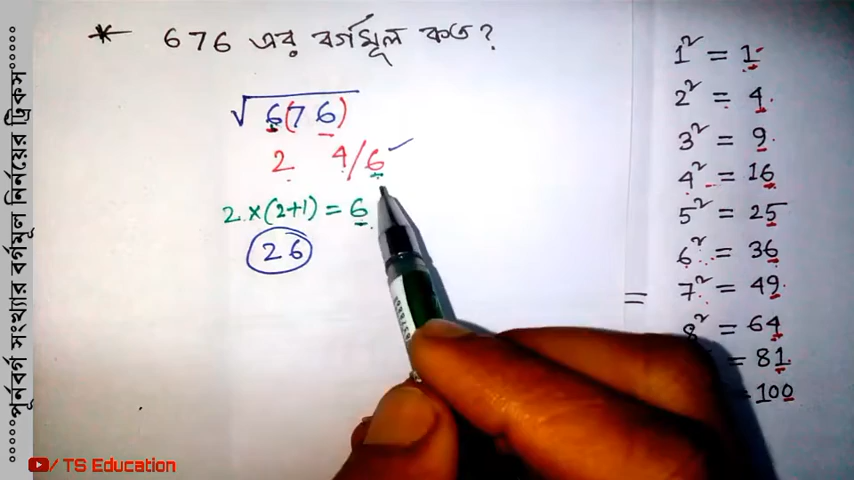 * 676 এর বর্গমূল কত?
√6(76)
2 4/6 ✓
2×(2+1) = 6
26
1² = 1
2² = 4
3² = 9
4² = 16
5² = 25
6² = 36
7² = 49
=
8² = 64
= 81
= 100
*****পূর্নবর্গ সংখ্যার বর্গমূল নির্নয়ের ট্রিকস*****
/ TS Education